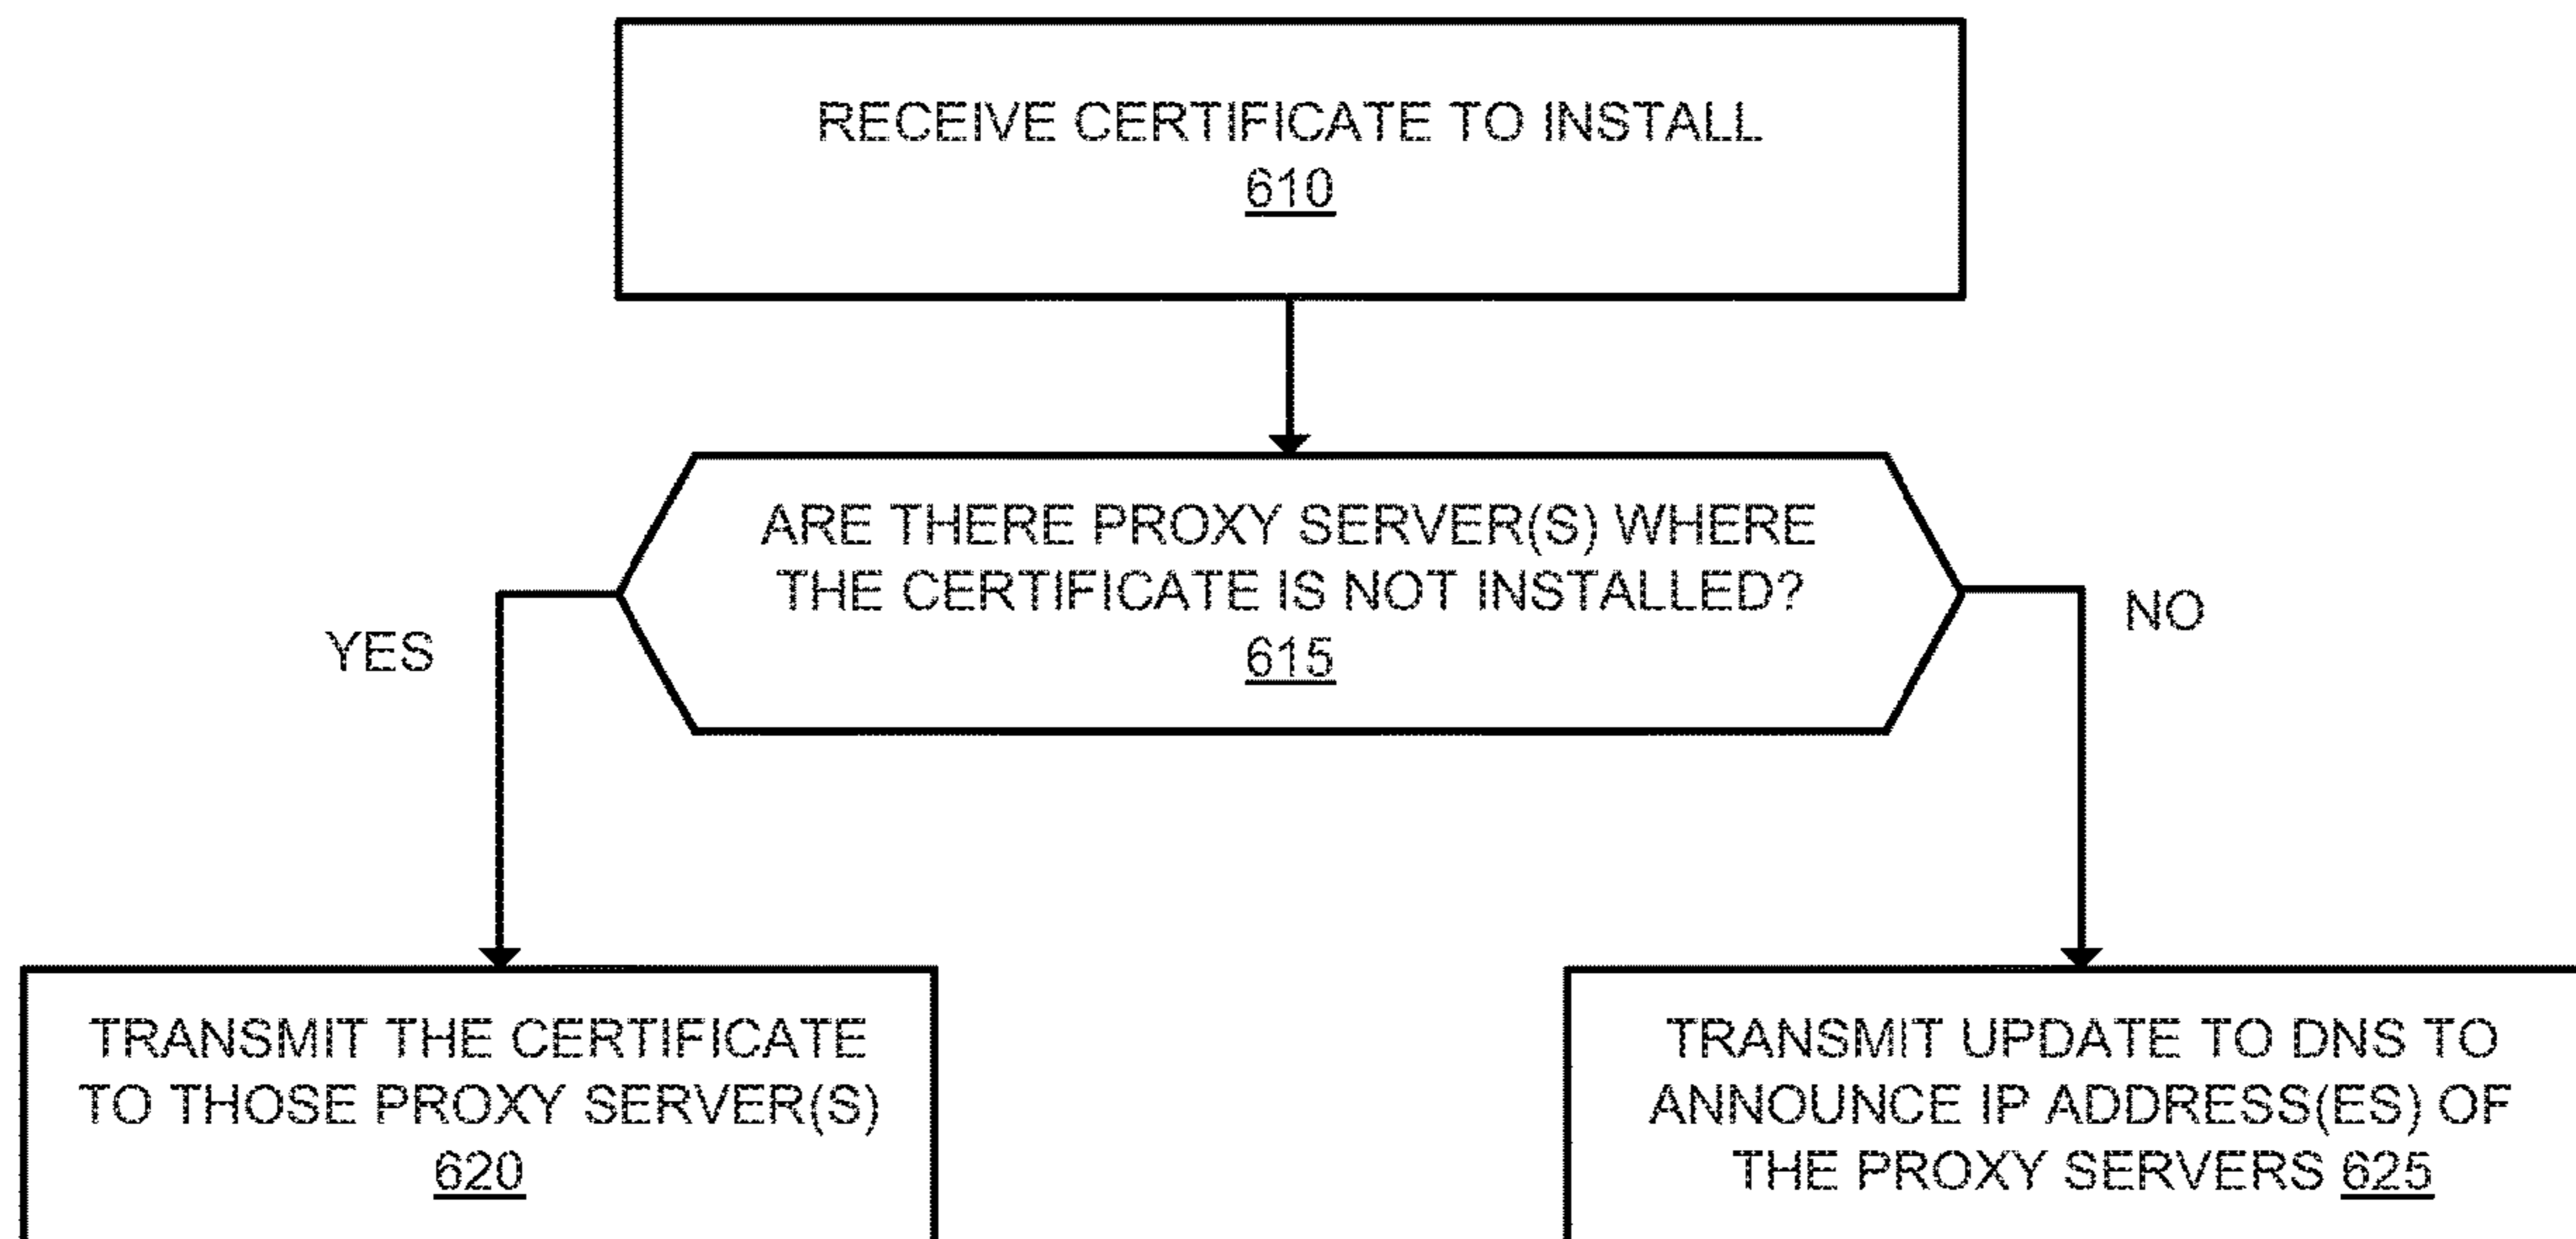 RECEIVE CERTIFICATE TO INSTALL
610
ARE THERE PROXY SERVER(S) WHERE
THE CERTIFICATE IS NOT INSTALLED?
615
YES
NO
TRANSMIT THE CERTIFICATE
TO THOSE PROXY SERVER(S)
620
TRANSMIT UPDATE TO DNS TO
ANNOUNCE IP ADDRESS(ES) OF
THE PROXY SERVERS 625